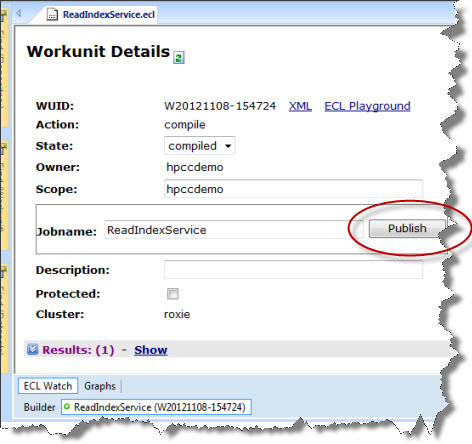 ReadIndexService.ecl
Workunit Details
WUID: W20121108-154724 XML ECL Playground
Action: compile
State: compiled
Owner: hpccdemo
Scope: hpccdemo
Jobname: ReadIndexService Publish
Description:
Protected:
Cluster: roxie
Results: (1) - Show
ECL Watch Graphs
Builder ReadIndexService (W20121108-154724)